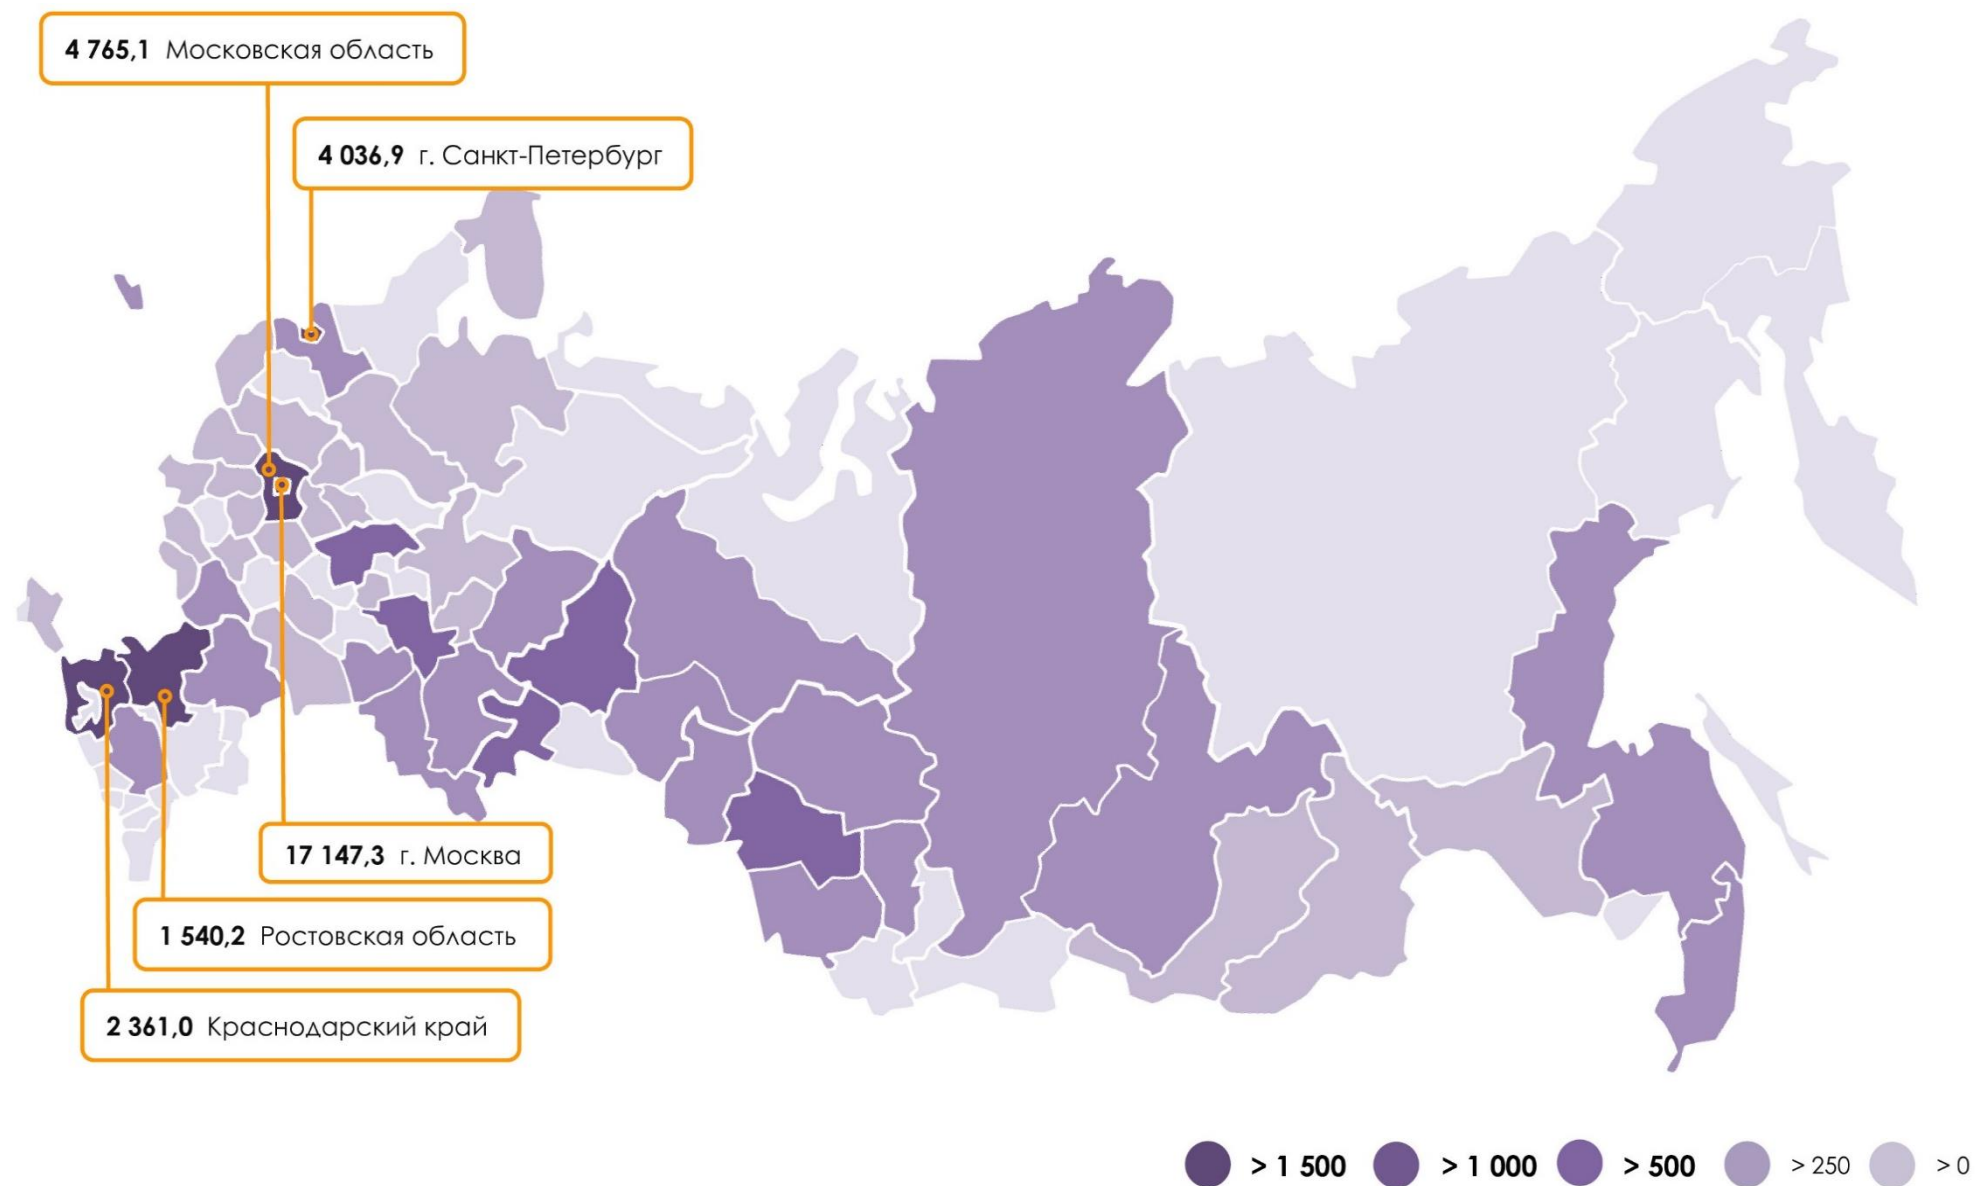 4 765,1 Московская область
4 036,9 г. Санкт-Петербург
17 147,3 г. Москва
1 540,2 Ростовская область
2 361,0 Краснодарский край
> 1 500 > 1 000 > 500 > 250 > 0